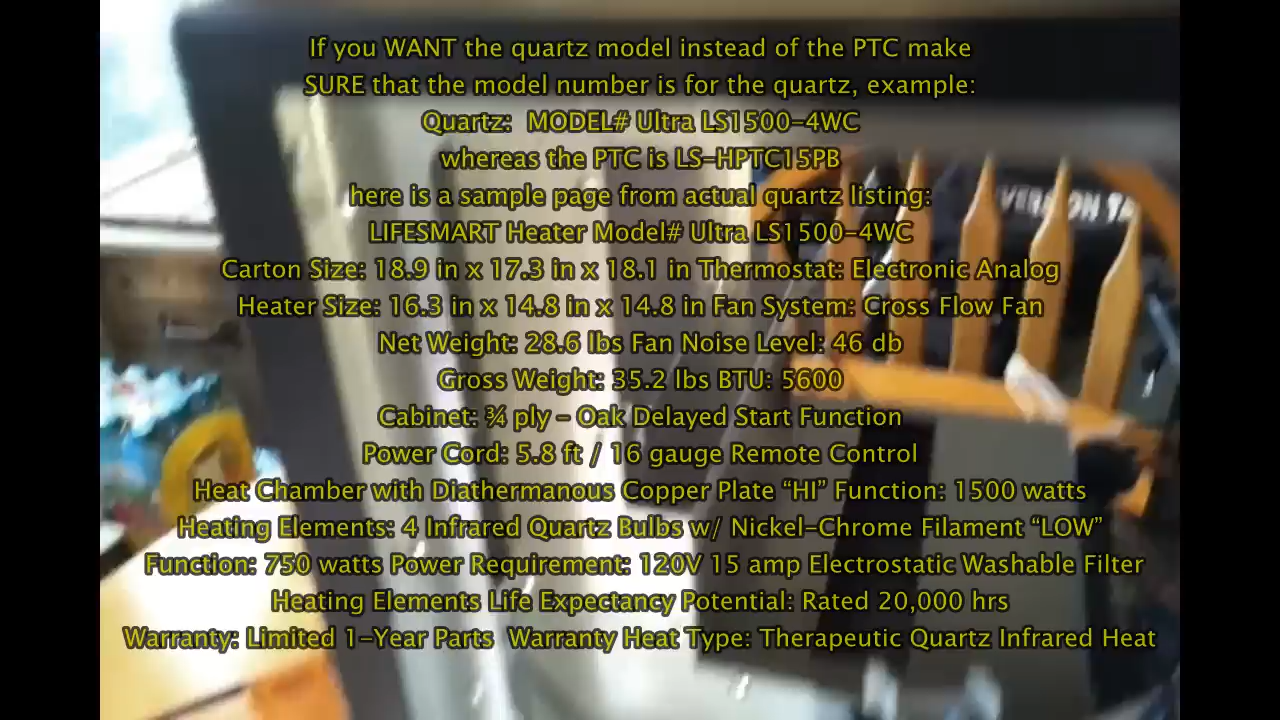 If you WANT the quartz model instead of the PTC make
SURE that the model number is for the quartz, example:
Quartz:  MODEL# Ultra LS1500-4WC
whereas the PTC is LS-HPTC15PB
here is a sample page from actual quartz listing:
LIFESMART Heater Model# Ultra LS1500-4WC
Carton Size: 18.9 in x 17.3 in x 18.1 in Thermostat: Electronic Analog
Heater Size: 16.3 in x 14.8 in x 14.8 in Fan System: Cross Flow Fan
Net Weight: 28.6 lbs Fan Noise Level: 46 db
Gross Weight: 35.2 lbs BTU: 5600
Cabinet: ¾ ply - Oak Delayed Start Function
Power Cord: 5.8 ft / 16 gauge Remote Control
Heat Chamber with Diathermanous Copper Plate “HI” Function: 1500 watts
Heating Elements: 4 Infrared Quartz Bulbs w/ Nickel-Chrome Filament “LOW”
Function: 750 watts Power Requirement: 120V 15 amp Electrostatic Washable Filter
Heating Elements Life Expectancy Potential: Rated 20,000 hrs
Warranty: Limited 1-Year Parts  Warranty Heat Type: Therapeutic Quartz Infrared Heat